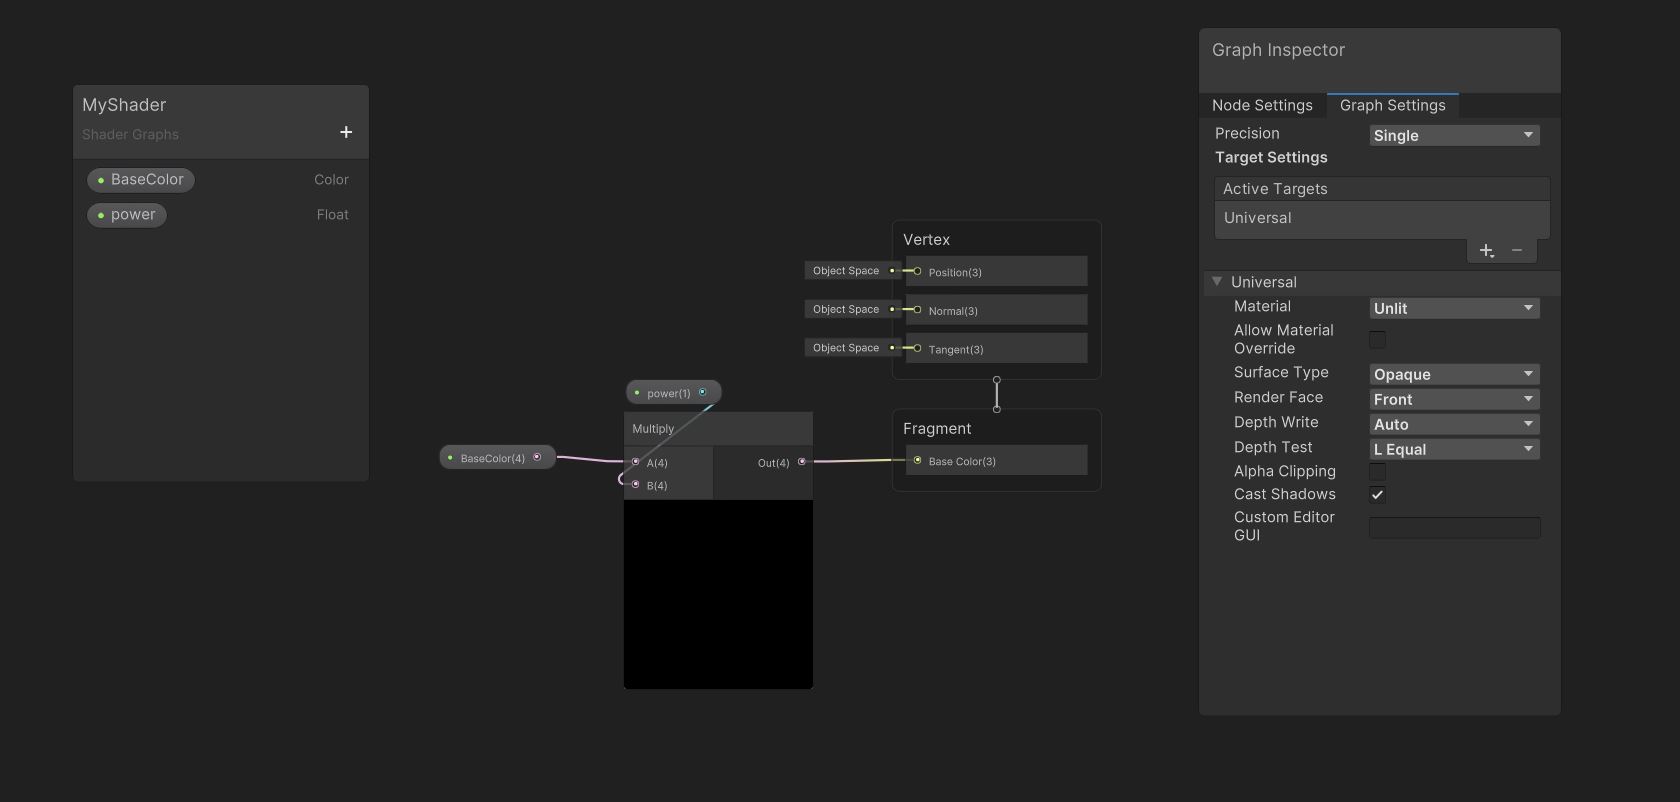 MyShader
Shader Graphs
+
BaseColor Color
power Float
Vertex
Object Space Position(3)
Object Space Normal(3)
Object Space Tangent(3)
power(1)
Multiply
BaseColor(4)
A(4) Out(4)
B(4)
Fragment
Base Color(3)
Graph Inspector
Node Settings Graph Settings
Precision Single
Target Settings
Active Targets
Universal
+ −
Universal
Material Unlit
Allow Material
Override
Surface Type Opaque
Render Face Front
Depth Write Auto
Depth Test L Equal
Alpha Clipping
Cast Shadows
Custom Editor
GUI